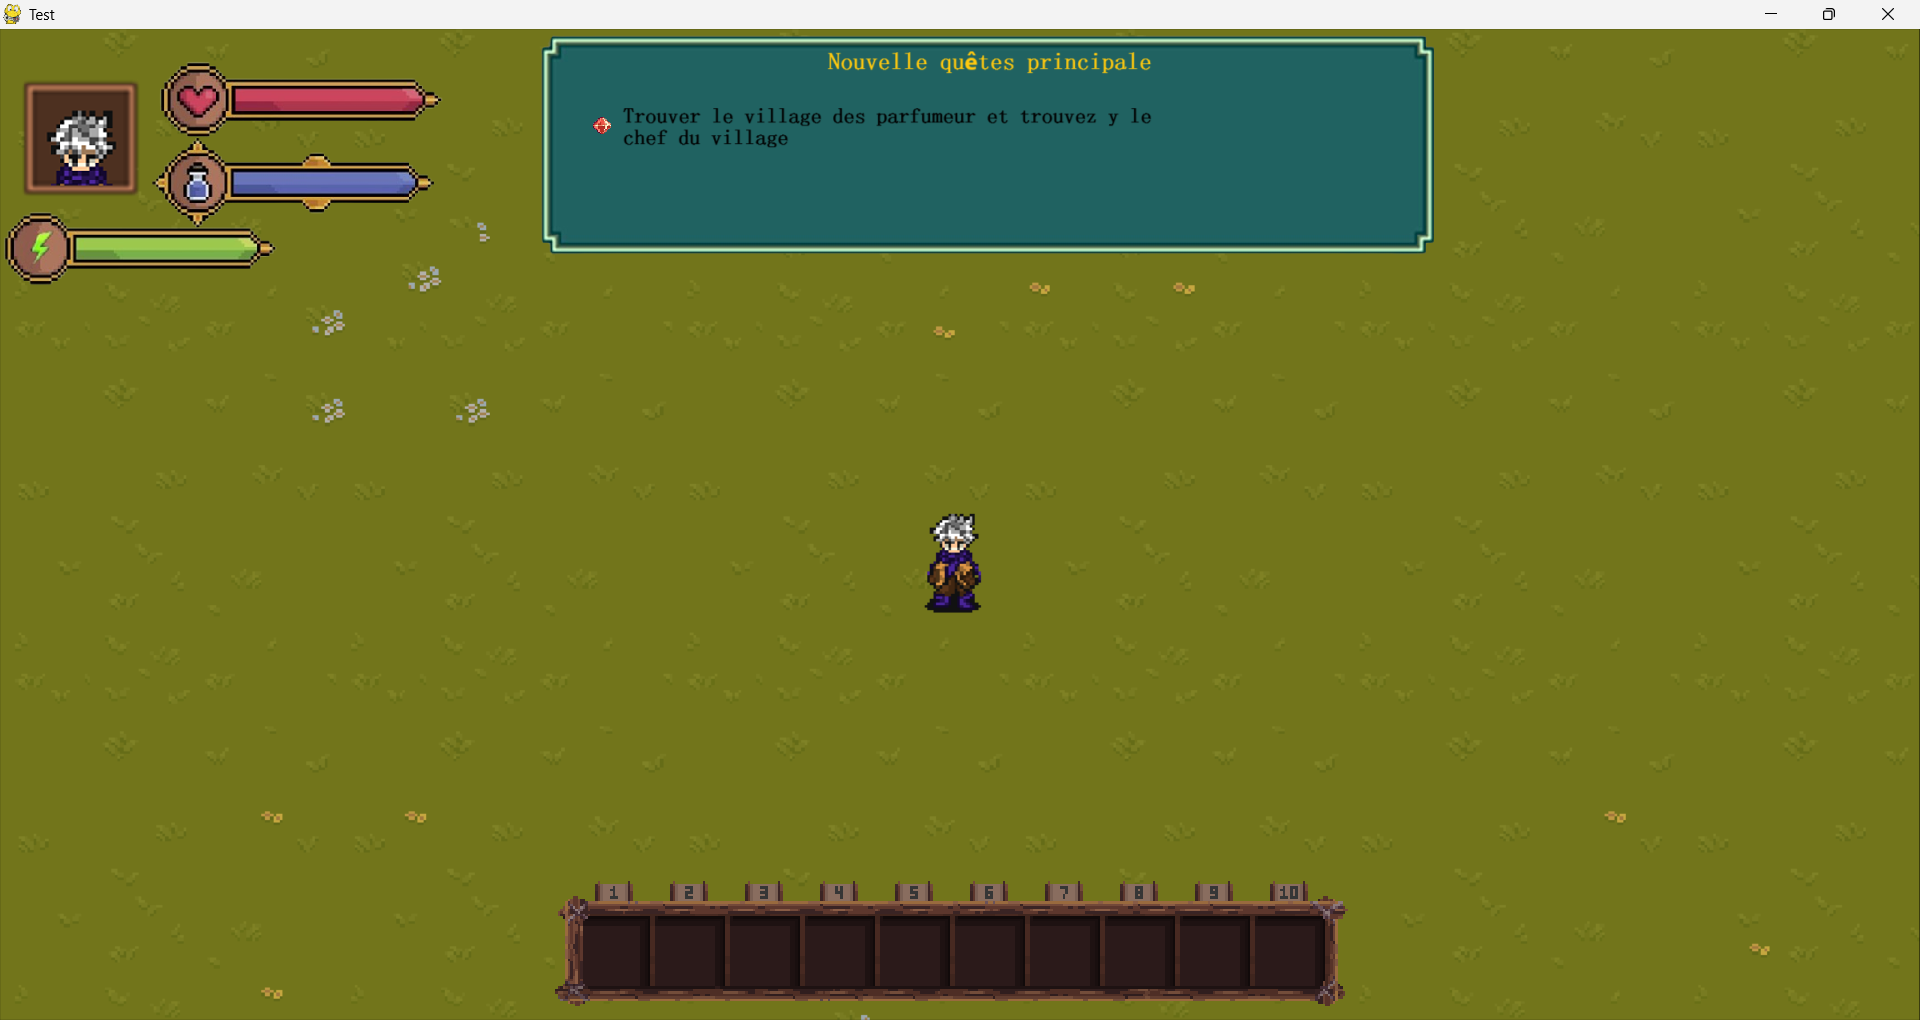 Test
Nouvelle quêtes principale
Trouver le village des parfumeur et trouvez y le
chef du village
1 2 3 4 5 6 7 8 9 10